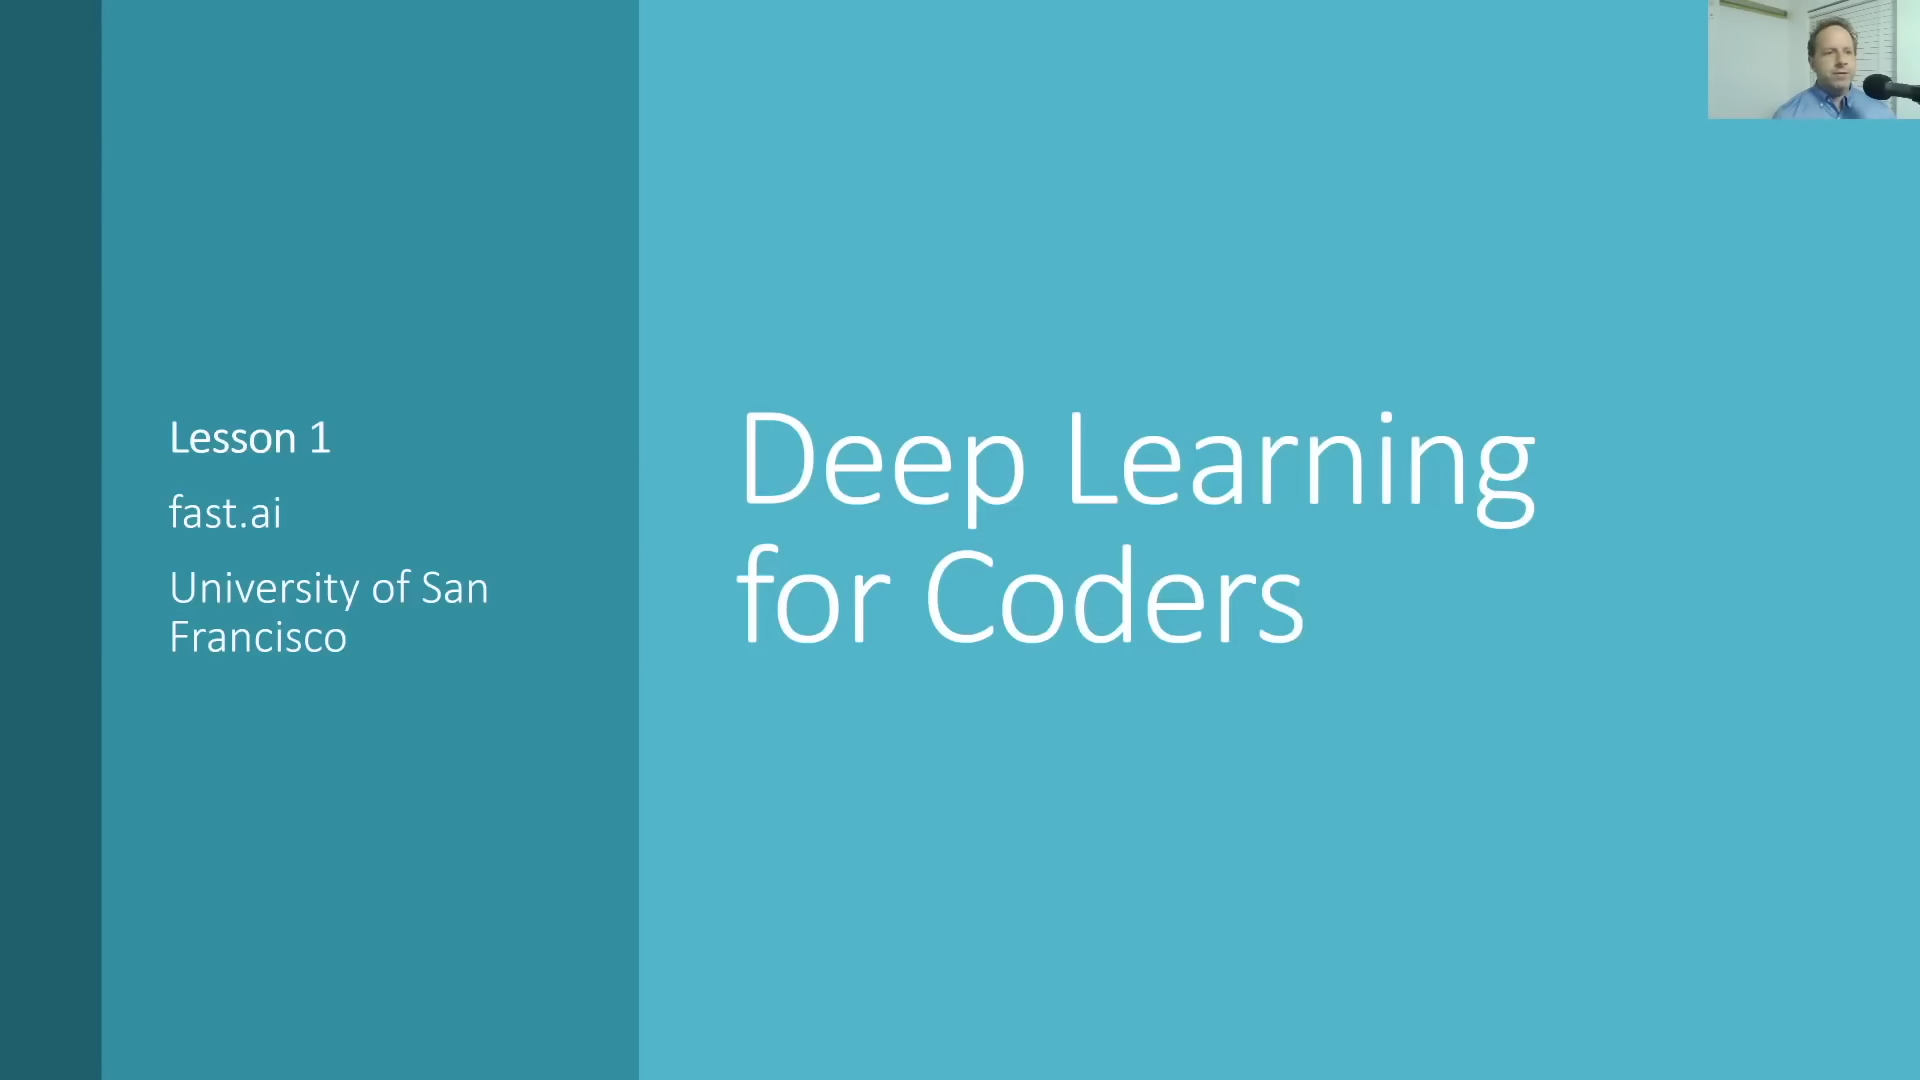 Lesson 1
fast.ai
University of San
Francisco
Deep Learning
for Coders